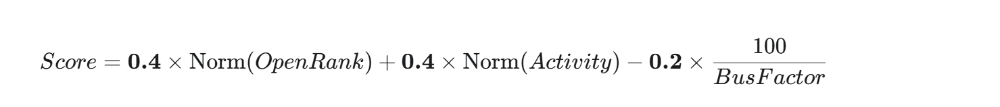 Score = 0.4 × Norm(OpenRank) + 0.4 × Norm(Activity) − 0.2 × 100/BusFactor